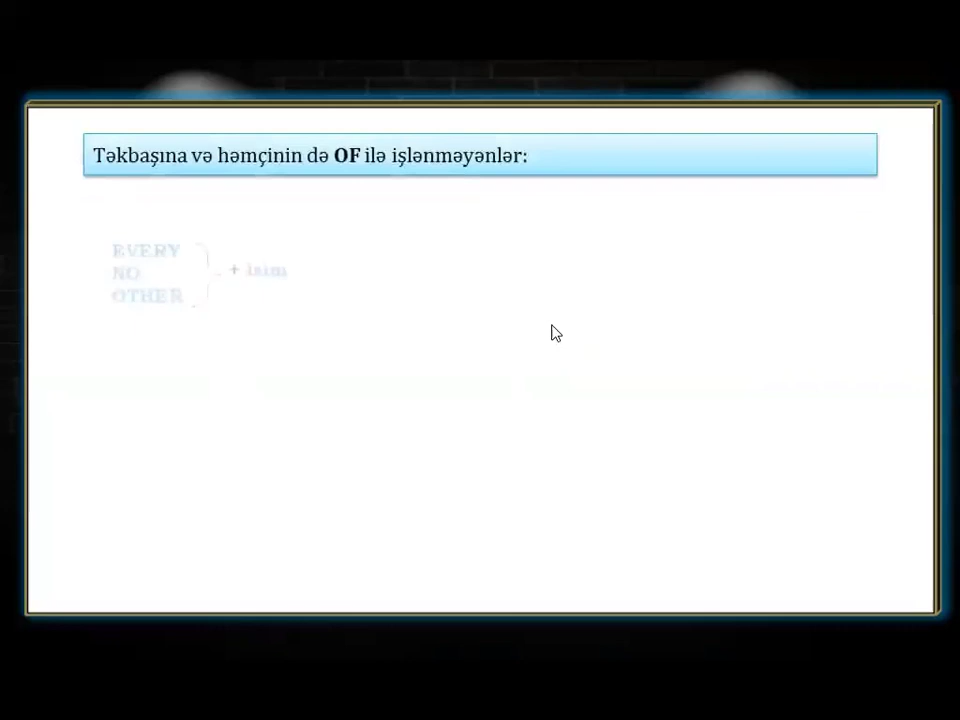 Təkbaşına və həmçinin də OF ilə işlənməyənlər:
EVERY
NO
OTHER
+ isim